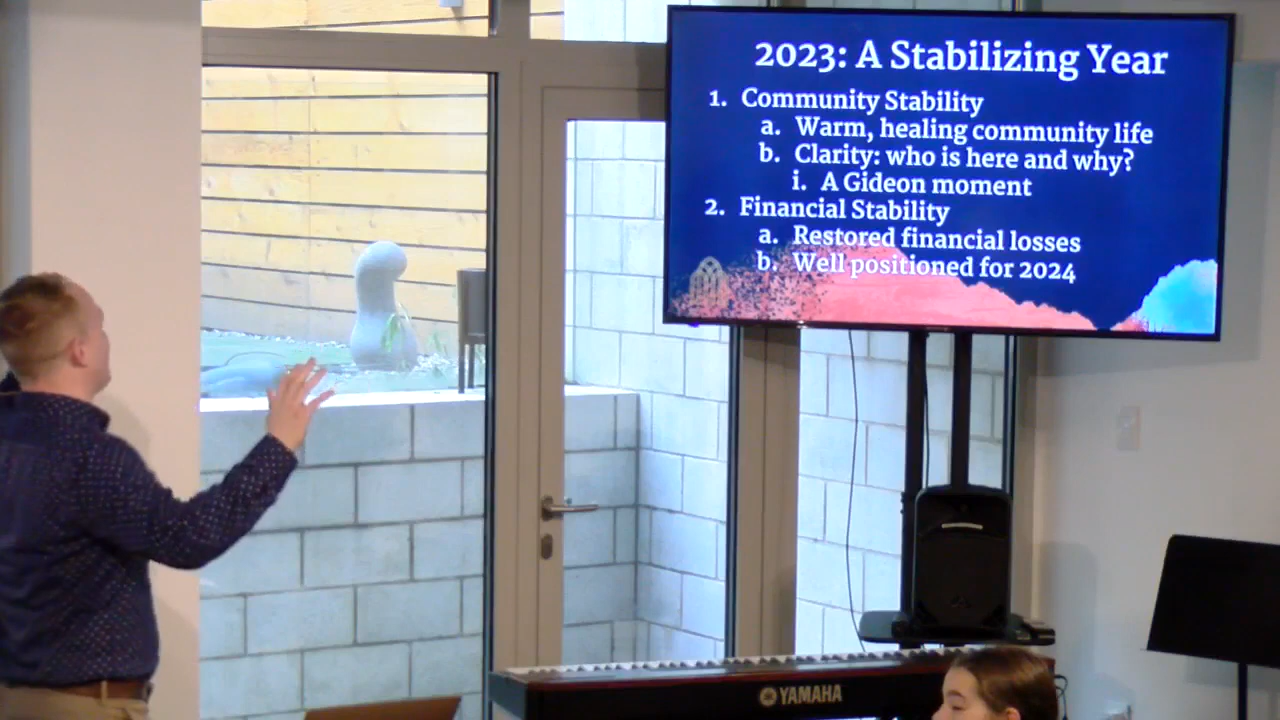 2023: A Stabilizing Year
1. Community Stability
a. Warm, healing community life
b. Clarity: who is here and why?
i. A Gideon moment
2. Financial Stability
a. Restored financial losses
b. Well positioned for 2024
YAMAHA